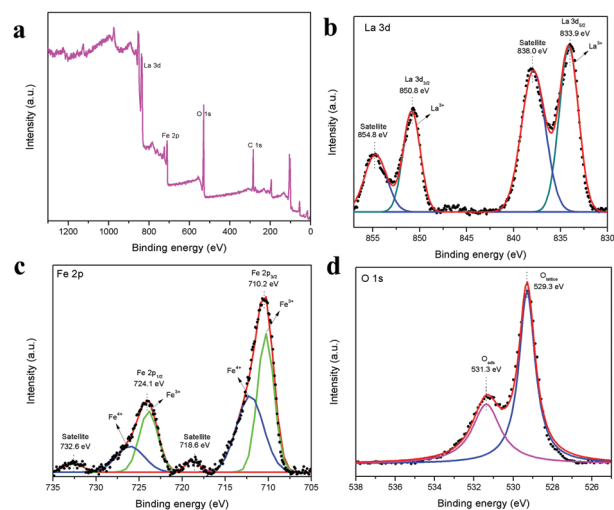 a
Intensity (a.u.)
La 3d
Fe 2p
O 1s
C 1s
1200 1000 800 600 400 200 0
Binding energy (eV)
b
La 3d
Intensity (a.u.)
Satellite
854.8 eV
La 3d3/2
850.8 eV
La3+
Satellite
838.0 eV
La 3d5/2
833.9 eV
La3+
855 850 845 840 835 830
Binding energy (eV)
c
Fe 2p
Intensity (a.u.)
Satellite
732.6 eV
Fe4+
Fe 2p1/2
724.1 eV
Fe3+
Satellite
718.6 eV
Fe4+
Fe 2p3/2
710.2 eV
Fe3+
735 730 725 720 715 710 705
Binding energy (eV)
d
O 1s
Intensity (a.u.)
Oads
531.3 eV
Olattice
529.3 eV
538 536 534 532 530 528 526
Binding energy (eV)